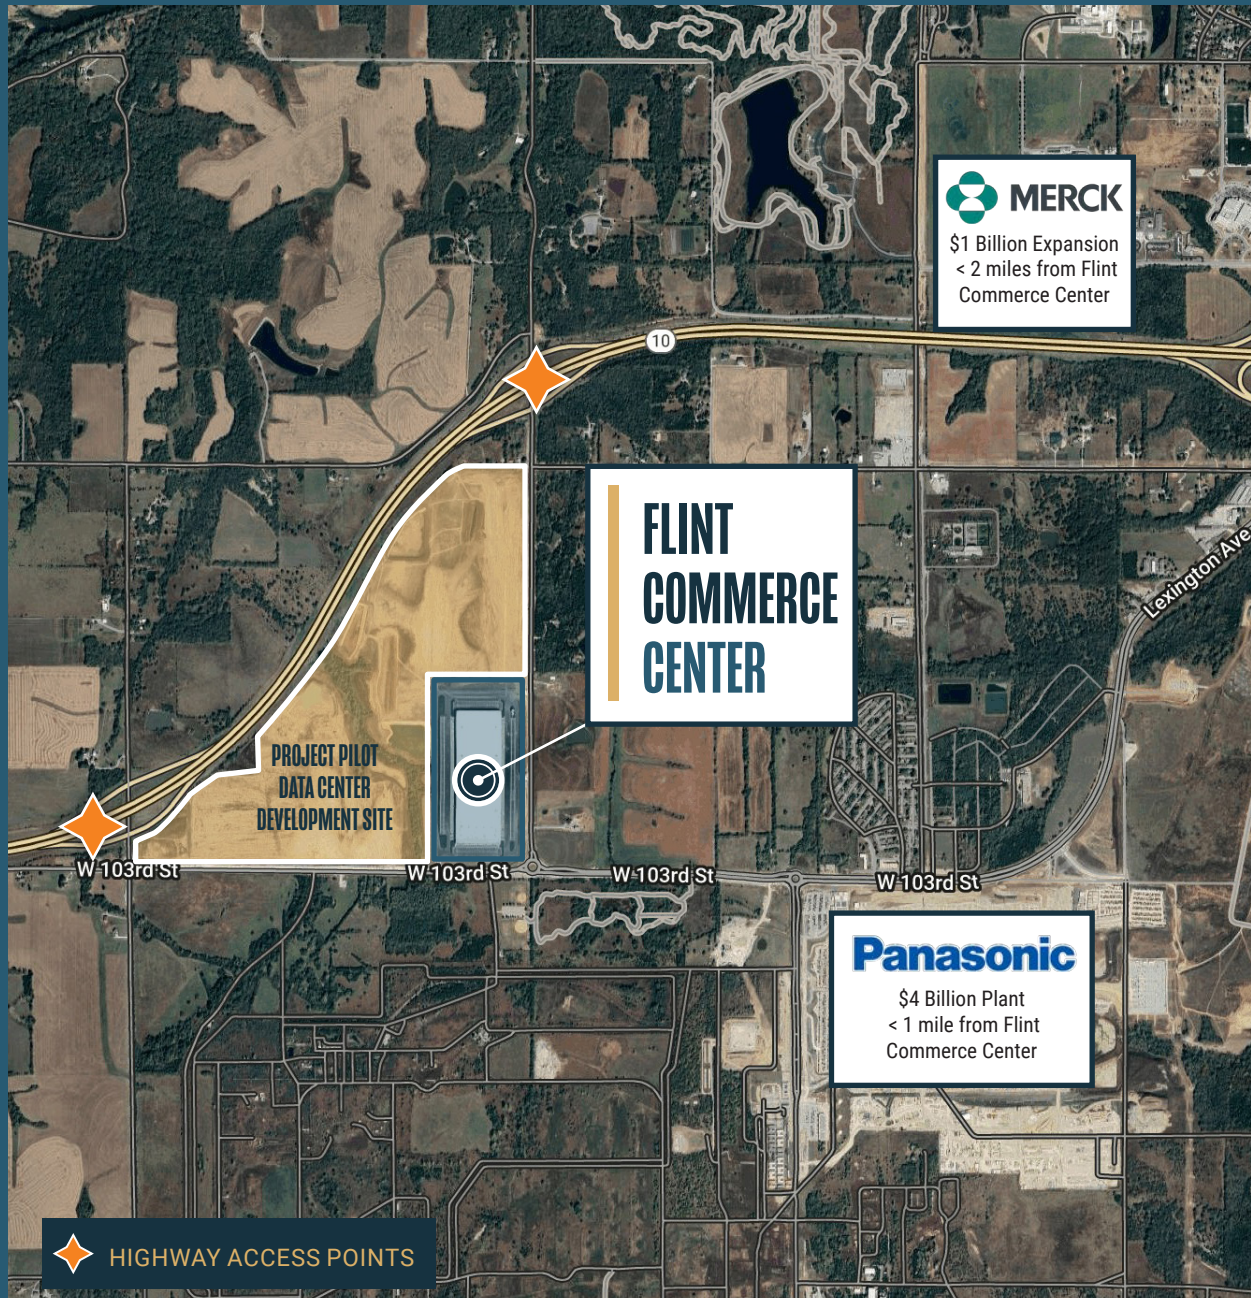 MERCK
$1 Billion Expansion
< 2 miles from Flint
Commerce Center
10
FLINT
COMMERCE
CENTER
Lexington Ave
PROJECT PILOT
DATA CENTER
DEVELOPMENT SITE
W 103rd St
W 103rd St
W 103rd St
W 103rd St
Panasonic
$4 Billion Plant
< 1 mile from Flint
Commerce Center
HIGHWAY ACCESS POINTS